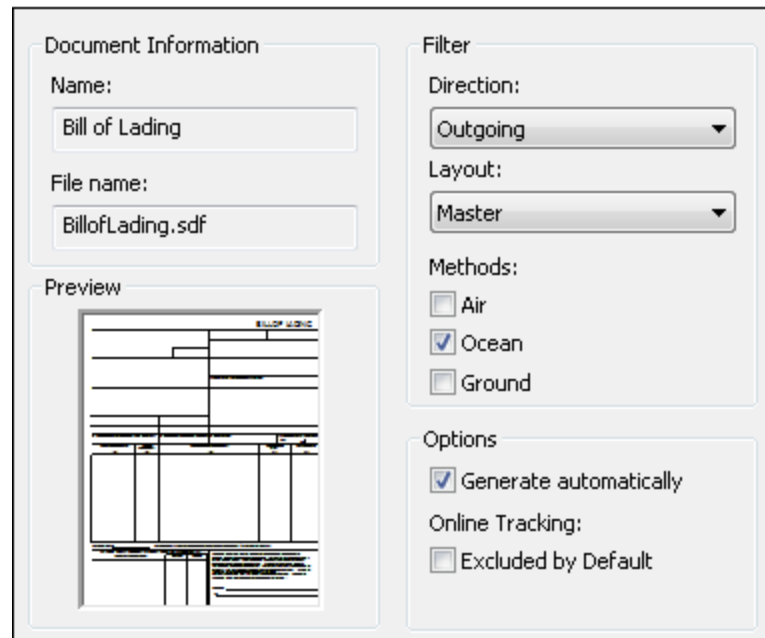 Document Information
Name:
Bill of Lading
File name:
BillofLading.sdf
Preview
BILL OF LADING
Filter
Direction:
Outgoing
Layout:
Master
Methods:
Air
Ocean
Ground
Options
Generate automatically
Online Tracking:
Excluded by Default